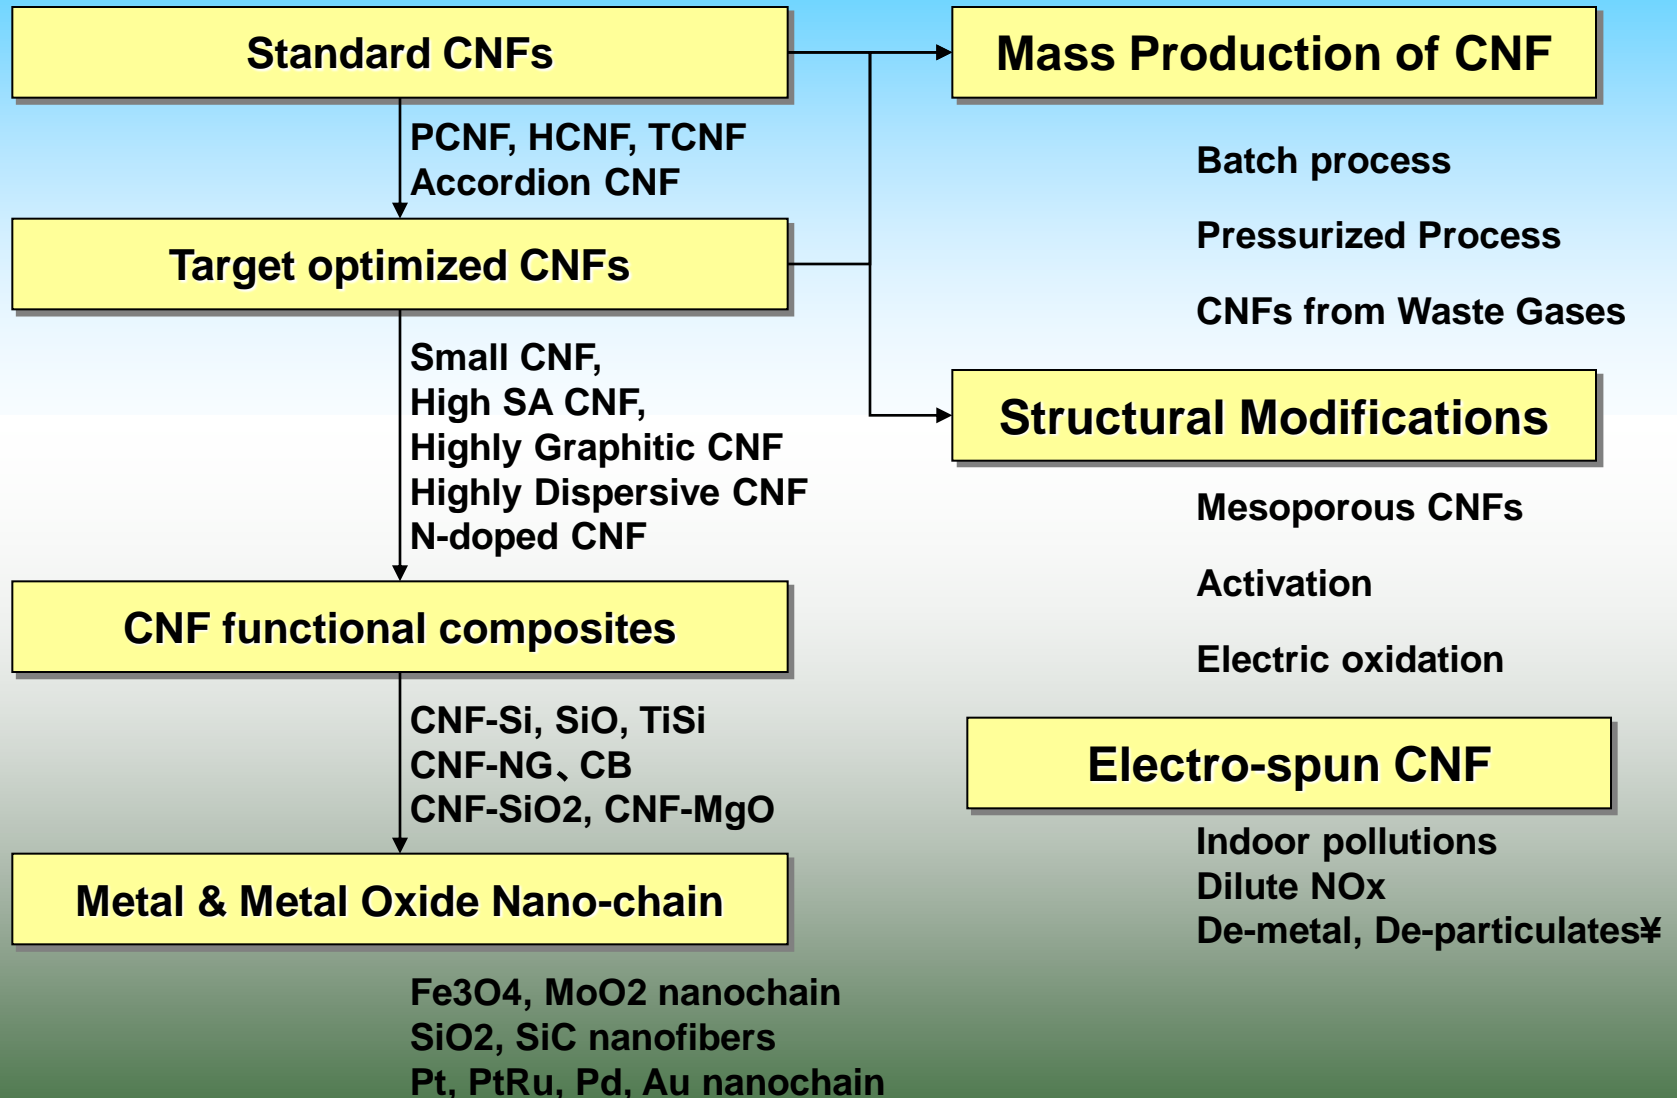 Standard CNFs
PCNF, HCNF, TCNF
Accordion CNF
Target optimized CNFs
Small CNF,
High SA CNF,
Highly Graphitic CNF
Highly Dispersive CNF
N-doped CNF
CNF functional composites
CNF-Si, SiO, TiSi
CNF-NG、CB
CNF-SiO2, CNF-MgO
Metal & Metal Oxide Nano-chain
Fe3O4, MoO2 nanochain
SiO2, SiC nanofibers
Pt, PtRu, Pd, Au nanochain
Mass Production of CNF
Batch process
Pressurized Process
CNFs from Waste Gases
Structural Modifications
Mesoporous CNFs
Activation
Electric oxidation
Electro-spun CNF
Indoor pollutions
Dilute NOx
De-metal, De-particulates¥